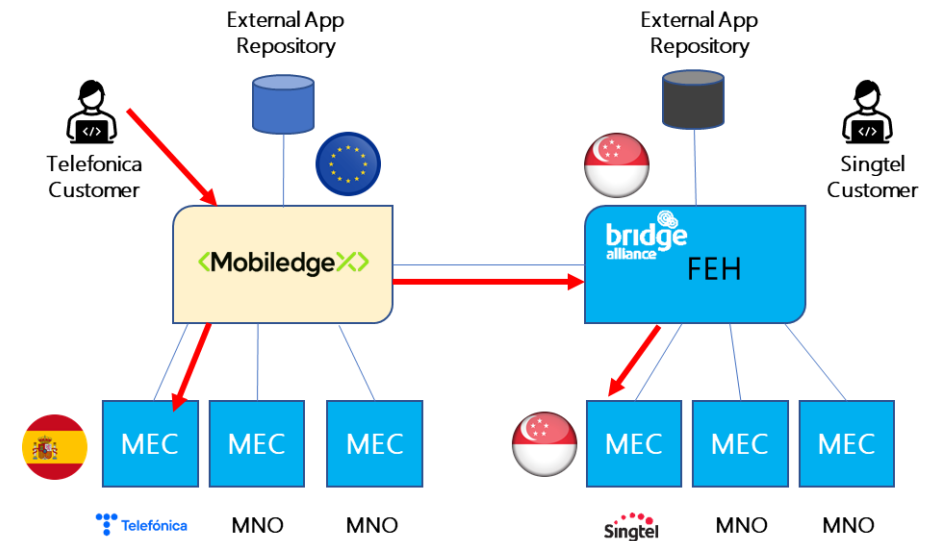 External App
Repository
External App
Repository
</>
Telefonica
Customer
</>
Singtel
Customer
<MobiledgeX>
bridge
alliance
FEH
MEC
MEC
MEC
MEC
MEC
MEC
Telefónica
MNO
MNO
Singtel
MNO
MNO